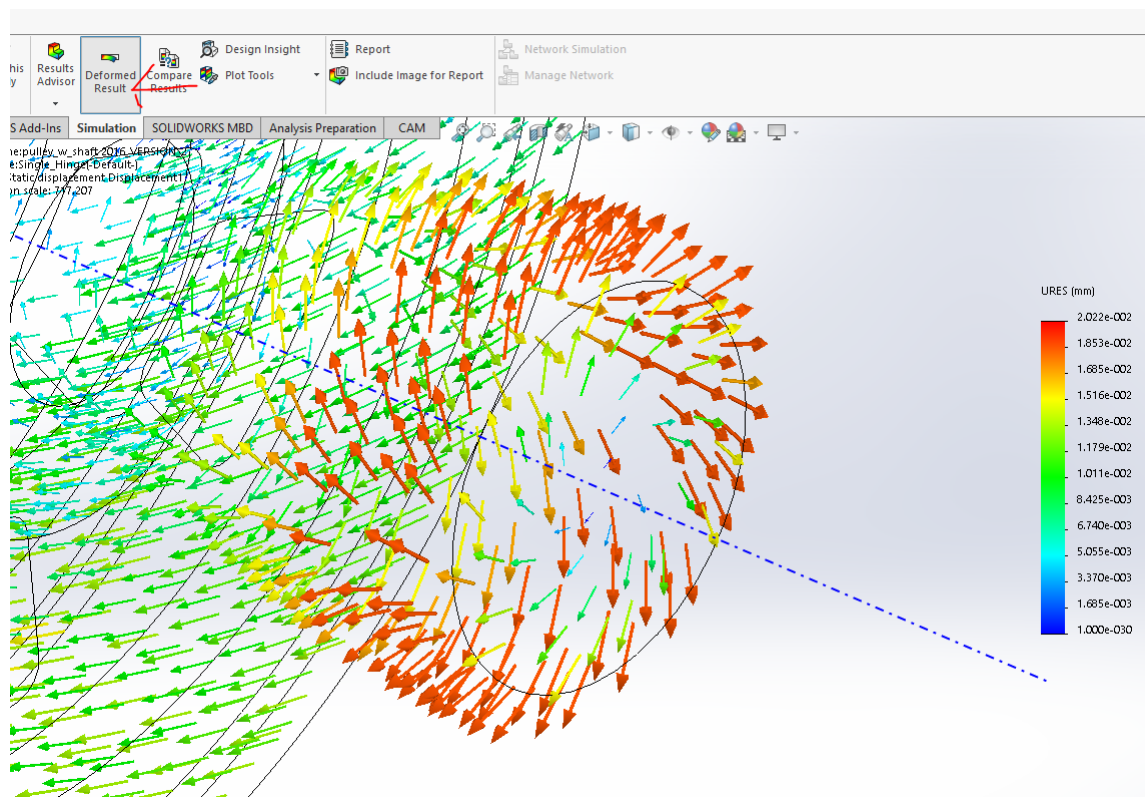 his
y
Results
Advisor
Deformed
Result
Compare
Results
Design Insight
Plot Tools
Report
Include Image for Report
Network Simulation
Manage Network
S Add-Ins
Simulation
SOLIDWORKS MBD
Analysis Preparation
CAM
ne:pulley_w_shaft 2016_VERSION_2
e:Single_Hinge(-Default-)
Static displacement Displacement1
on scale: 717.207
URES (mm)
2.022e-002
1.853e-002
1.685e-002
1.516e-002
1.348e-002
1.179e-002
1.011e-002
8.425e-003
6.740e-003
5.055e-003
3.370e-003
1.685e-003
1.000e-030